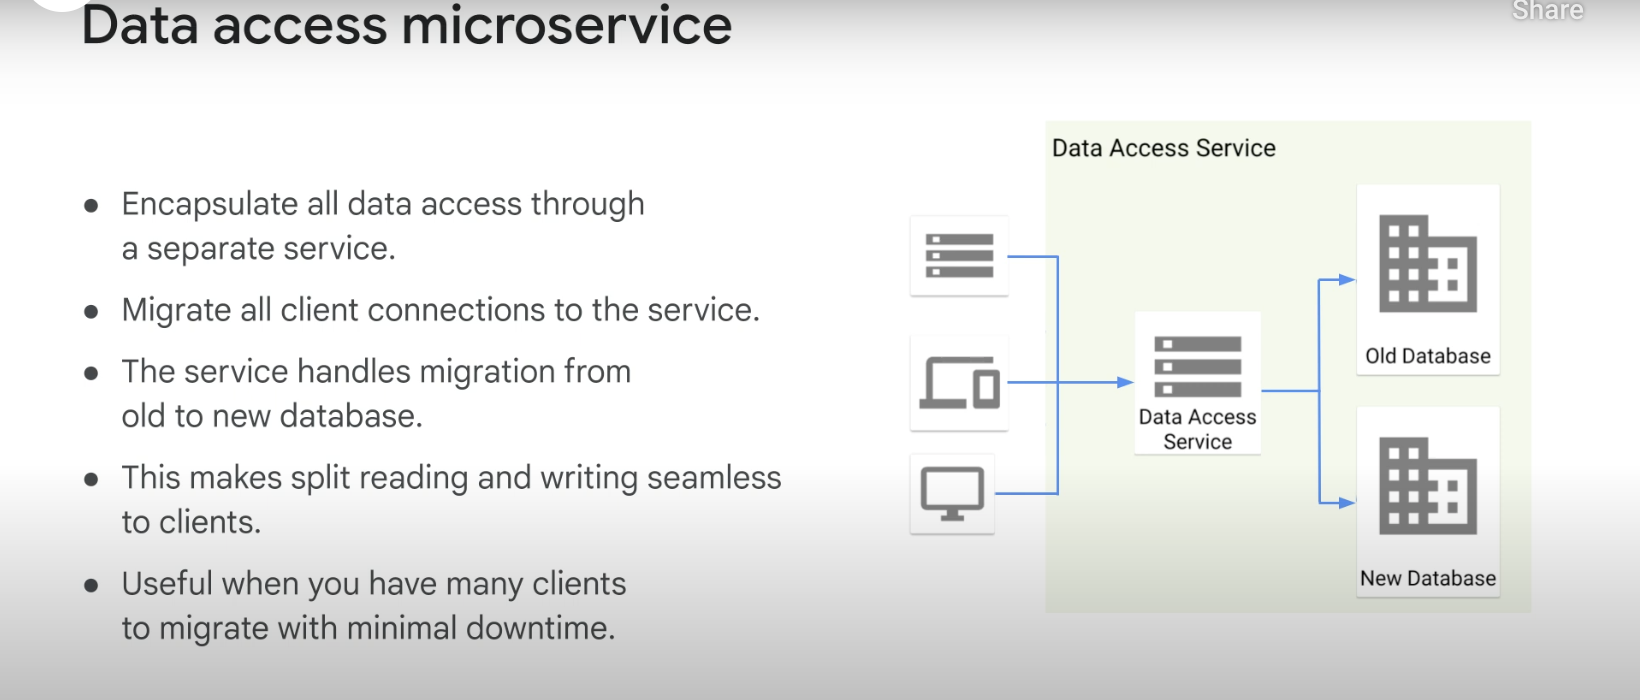 Data access microservice
Share
● Encapsulate all data access through
a separate service.
● Migrate all client connections to the service.
● The service handles migration from
old to new database.
● This makes split reading and writing seamless
to clients.
● Useful when you have many clients
to migrate with minimal downtime.
Data Access Service
Data Access
Service
Old Database
New Database